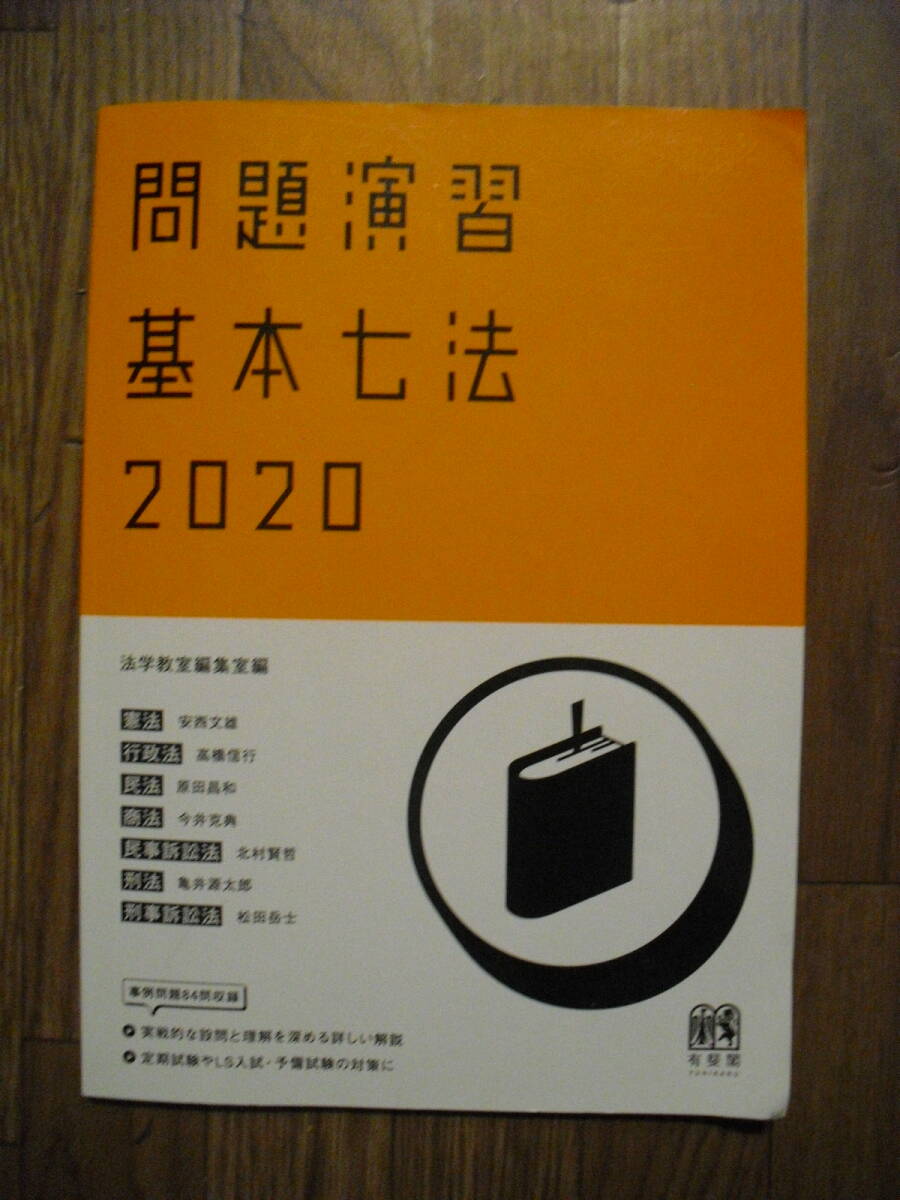 問題演習
基本七法
2020
法学教室編集室編
憲法 安西文雄
行政法 高橋信行
民法 原田昌和
商法 今井克典
民事訴訟法 北村賢哲
刑法 亀井源太郎
刑事訴訟法 松田岳士
事例問題84問収録
実戦的な設問と理解を深める詳しい解説
定期試験やLS入試・予備試験の対策に
有斐閣
YUHIKAKU